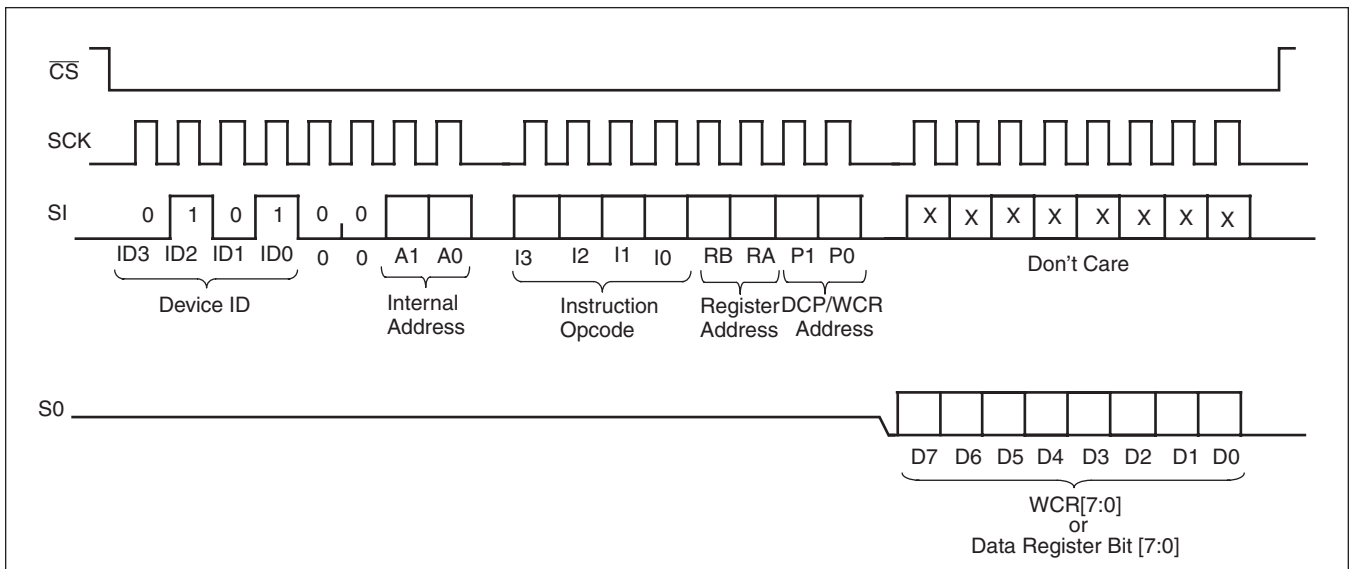 CS
SCK
SI 0 1 0 1 0 0 X X X X X X X X
ID3 ID2 ID1 ID0 0 0 A1 A0 I3 I2 I1 I0 RB RA P1 P0 Don't Care
Device ID Internal Address Instruction Opcode Register Address DCP/WCR Address
S0
D7 D6 D5 D4 D3 D2 D1 D0
WCR[7:0]
or
Data Register Bit [7:0]